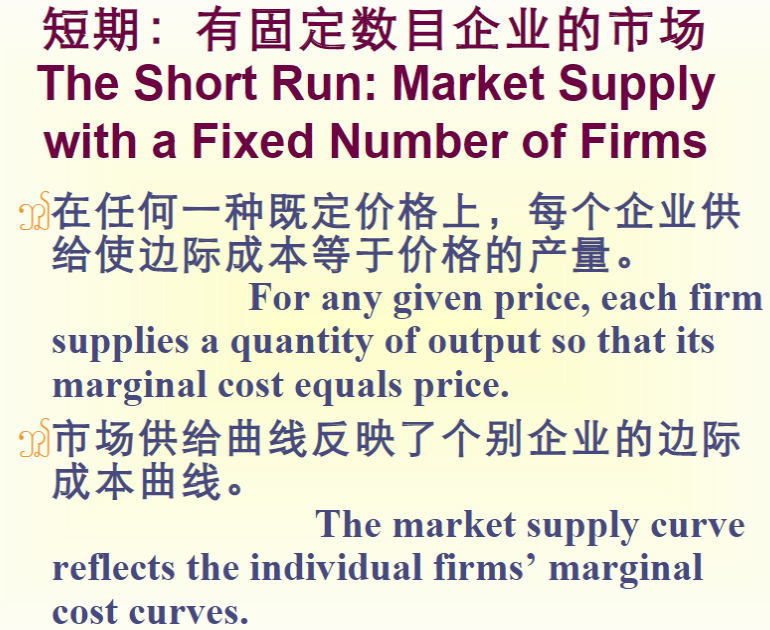 短期：有固定数目企业的市场
The Short Run: Market Supply
with a Fixed Number of Firms
在任何一种既定价格上，每个企业供
给使边际成本等于价格的产量。
For any given price, each firm
supplies a quantity of output so that its
marginal cost equals price.
市场供给曲线反映了个别企业的边际
成本曲线。
The market supply curve
reflects the individual firms’ marginal
cost curves.